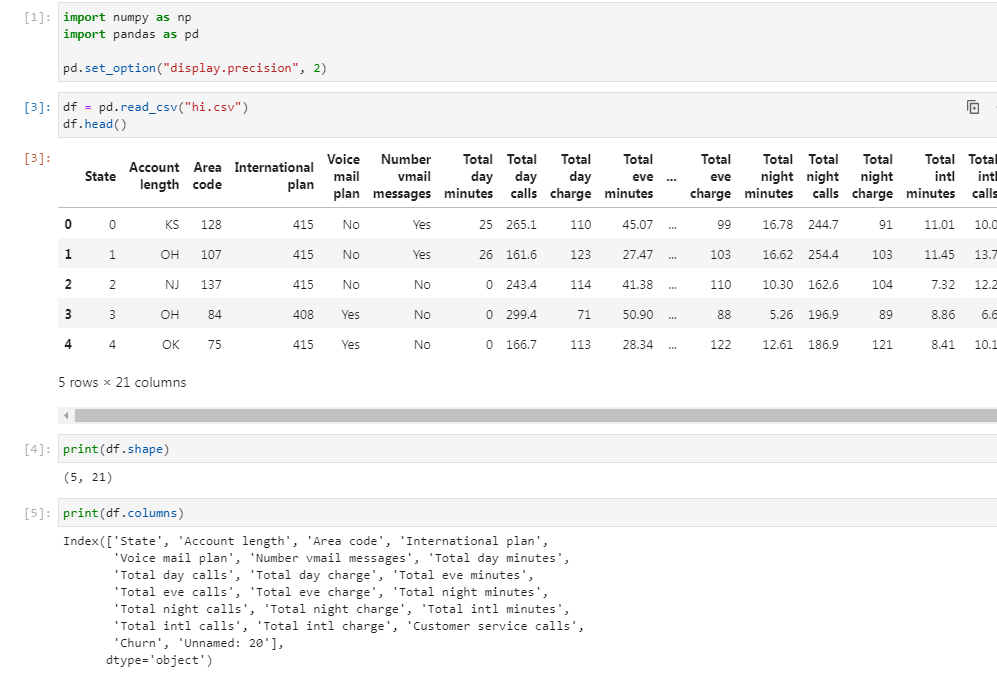 [1]: import numpy as np
import pandas as pd
pd.set_option("display.precision", 2)
[3]: df = pd.read_csv("hi.csv")
df.head()
[3]: State Account length Area code International plan Voice mail plan Number vmail messages Total day minutes Total day calls Total day charge Total eve minutes ... Total eve charge Total night minutes Total night calls Total night charge Total intl minutes Total intl calls
0 0 KS 128 415 No Yes 25 265.1 110 45.07 ... 99 16.78 244.7 91 11.01 10.0
1 1 OH 107 415 No Yes 26 161.6 123 27.47 ... 103 16.62 254.4 103 11.45 13.7
2 2 NJ 137 415 No No 0 243.4 114 41.38 ... 110 10.30 162.6 104 7.32 12.2
3 3 OH 84 408 Yes No 0 299.4 71 50.90 ... 88 5.26 196.9 89 8.86 6.6
4 4 OK 75 415 Yes No 0 166.7 113 28.34 ... 122 12.61 186.9 121 8.41 10.1
5 rows × 21 columns
[4]: print(df.shape)
(5, 21)
[5]: print(df.columns)
Index(['State', 'Account length', 'Area code', 'International plan',
'Voice mail plan', 'Number vmail messages', 'Total day minutes',
'Total day calls', 'Total day charge', 'Total eve minutes',
'Total eve calls', 'Total eve charge', 'Total night minutes',
'Total night calls', 'Total night charge', 'Total intl minutes',
'Total intl calls', 'Total intl charge', 'Customer service calls',
'Churn', 'Unnamed: 20'],
dtype='object')